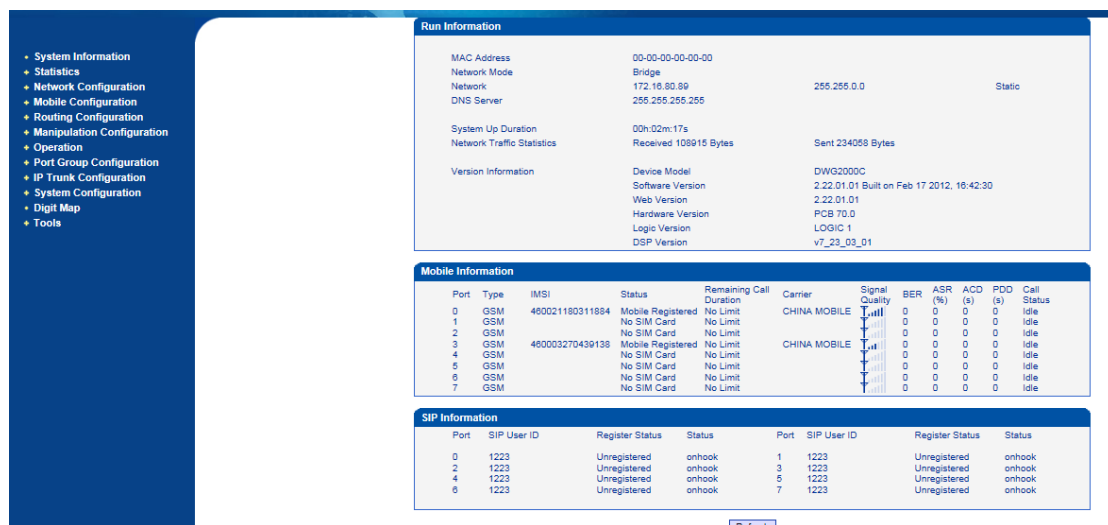 System Information
Statistics
Network Configuration
Mobile Configuration
Routing Configuration
Manipulation Configuration
Operation
Port Group Configuration
IP Trunk Configuration
System Configuration
Digit Map
Tools
Run Information
MAC Address 00-00-00-00-00-00
Network Mode Bridge
Network 172.16.80.89 255.255.0.0 Static
DNS Server 255.255.255.255
System Up Duration 00h:02m:17s
Network Traffic Statistics Received 108915 Bytes Sent 234058 Bytes
Version Information Device Model DWG2000C
Software Version 2.22.01.01 Built on Feb 17 2012, 16:42:30
Web Version 2.22.01.01
Hardware Version PCB 70.0
Logic Version LOGIC 1
DSP Version v7_23_03_01
Mobile Information
Port Type IMSI Status Remaining Call Duration Carrier Signal Quality BER ASR (%) ACD (s) PDD (s) Call Status
0 GSM 460021180311884 Mobile Registered No Limit CHINA MOBILE 0 0 0 0 Idle
1 GSM No SIM Card No Limit 0 0 0 0 Idle
2 GSM No SIM Card No Limit 0 0 0 0 Idle
3 GSM 460003270439138 Mobile Registered No Limit CHINA MOBILE 0 0 0 0 Idle
4 GSM No SIM Card No Limit 0 0 0 0 Idle
5 GSM No SIM Card No Limit 0 0 0 0 Idle
6 GSM No SIM Card No Limit 0 0 0 0 Idle
7 GSM No SIM Card No Limit 0 0 0 0 Idle
SIP Information
Port SIP User ID Register Status Status Port SIP User ID Register Status Status
0 1223 Unregistered onhook 1 1223 Unregistered onhook
2 1223 Unregistered onhook 3 1223 Unregistered onhook
4 1223 Unregistered onhook 5 1223 Unregistered onhook
6 1223 Unregistered onhook 7 1223 Unregistered onhook